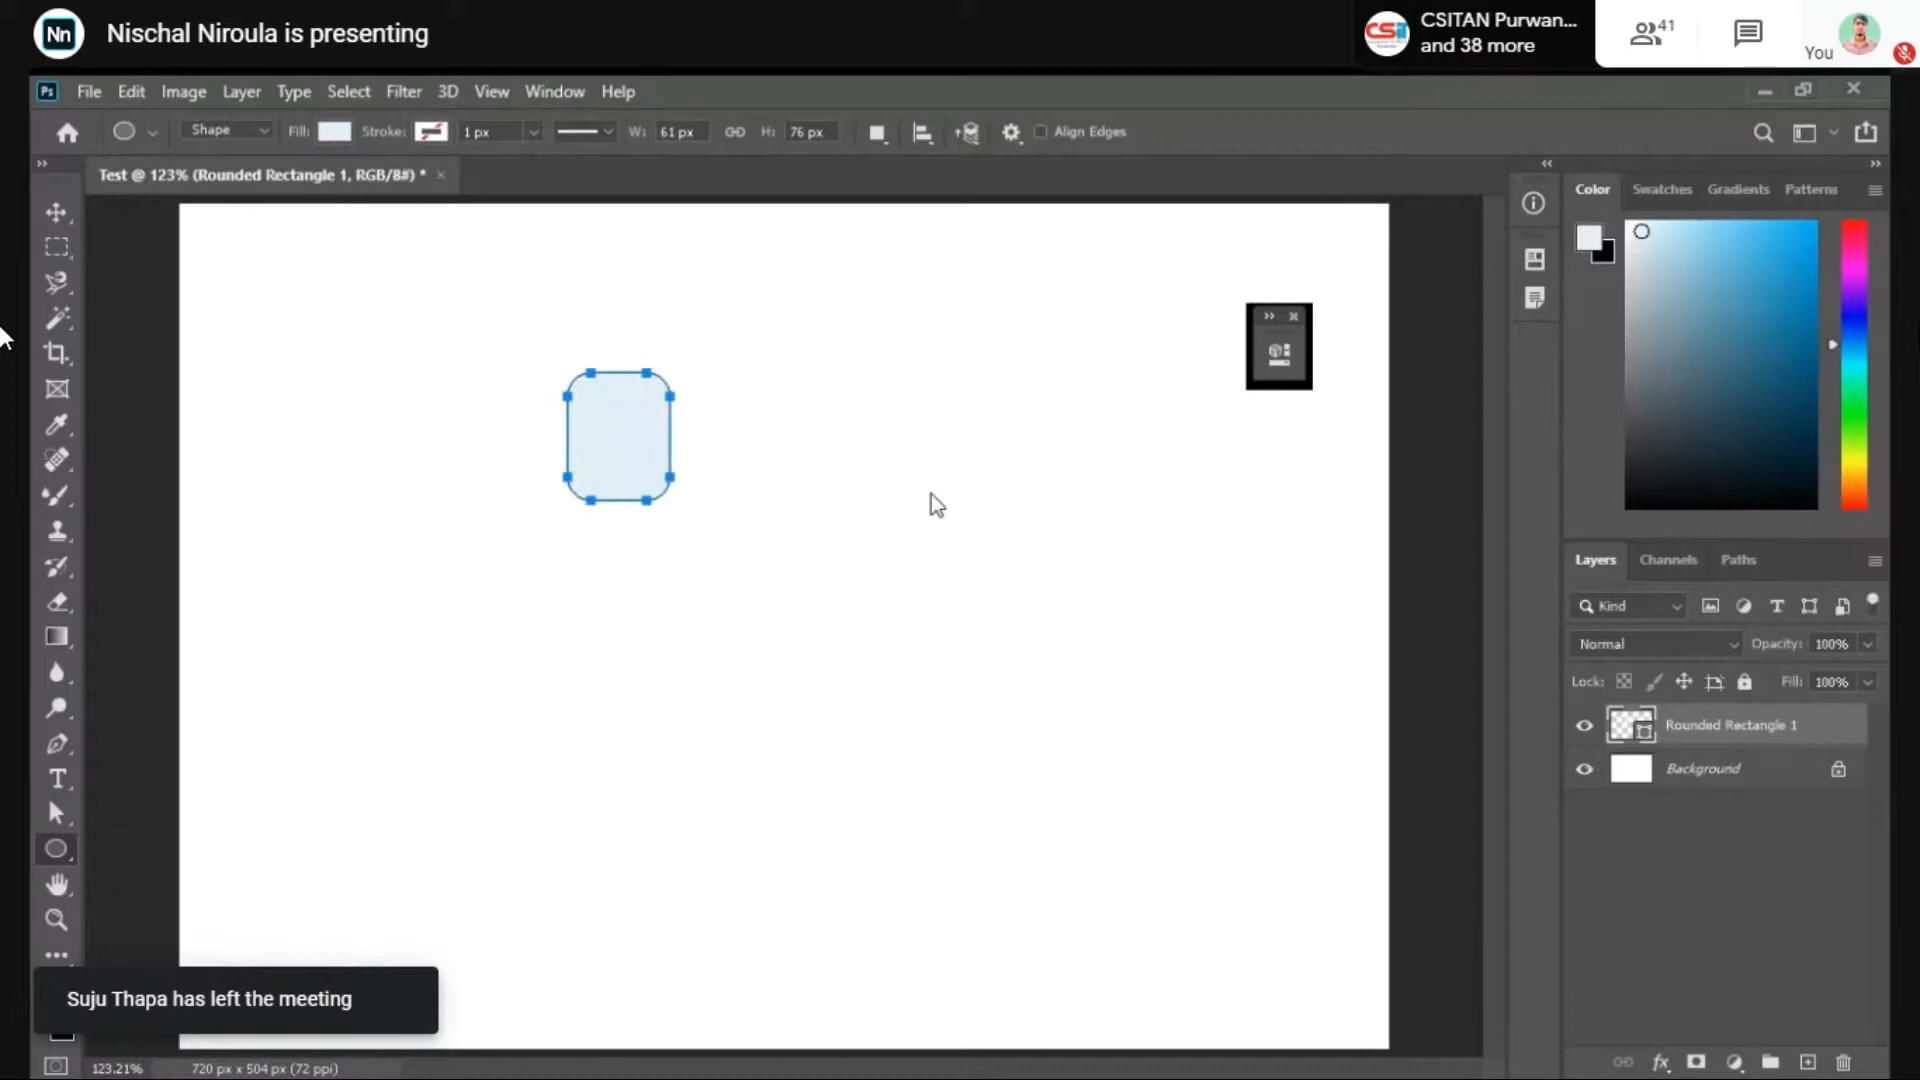 Nn Nischal Niroula is presenting
CSiT CSITAN Purwan...
and 38 more
41
You
Ps File Edit Image Layer Type Select Filter 3D View Window Help
Shape Fill: Stroke: 1 px W: 61 px H: 76 px Align Edges
Test @ 123% (Rounded Rectangle 1, RGB/8#) * ×
Color Swatches Gradients Patterns
Layers Channels Paths
Kind
Normal Opacity: 100%
Lock: Fill: 100%
Rounded Rectangle 1
Background
Suju Thapa has left the meeting
123.21% 720 px x 504 px (72 ppi)
fx